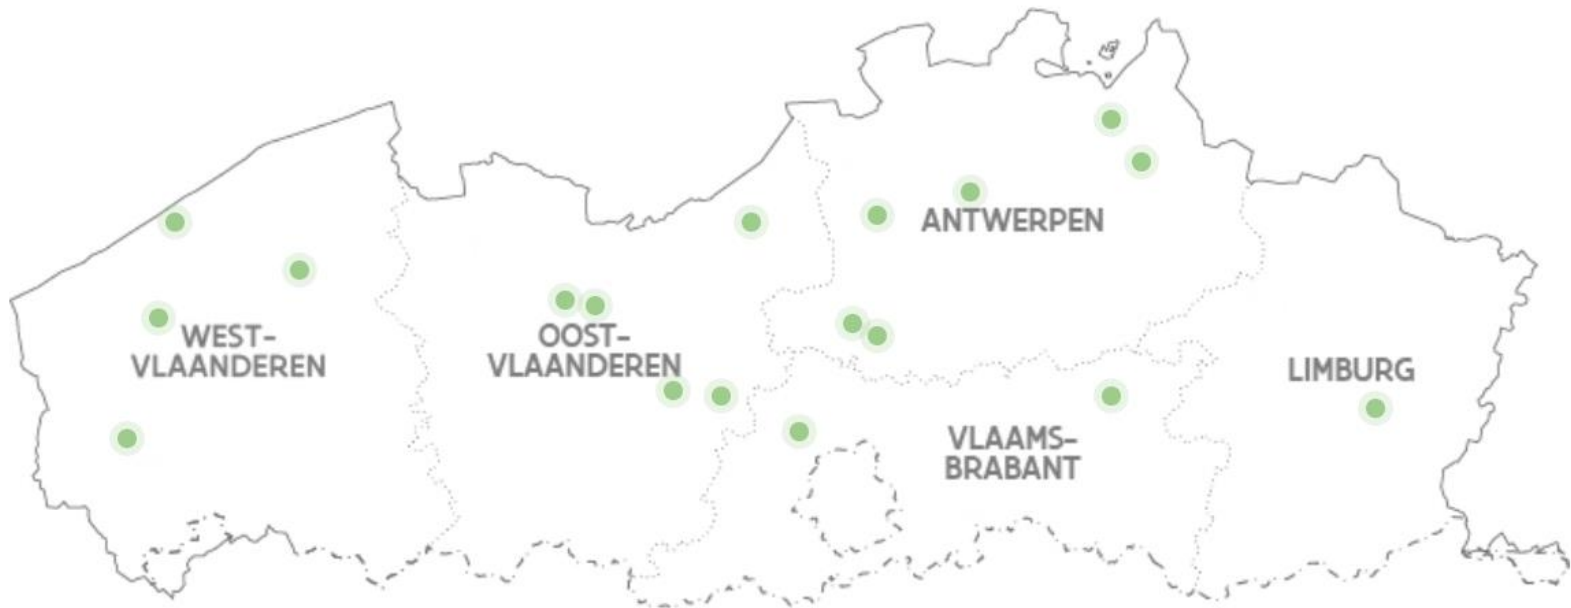 ANTWERPEN
WEST-
VLAANDEREN
OOST-
VLAANDEREN
LIMBURG
VLAAMS-
BRABANT